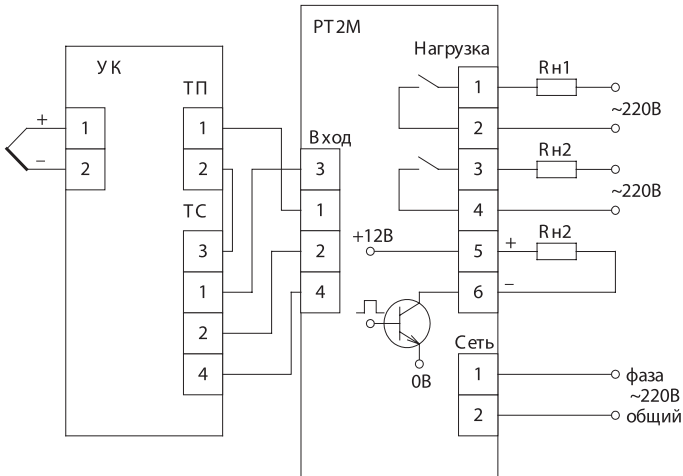 РТ2М
УК
Нагрузка
ТП
+
1
–
2
1
2
Вход
ТС
3
1
2
4
3
1
2
4
+12В
0В
1
2
3
4
5
6
Rн1
~220В
Rн2
~220В
+
Rн2
–
Сеть
1
2
фаза
~220В
общий